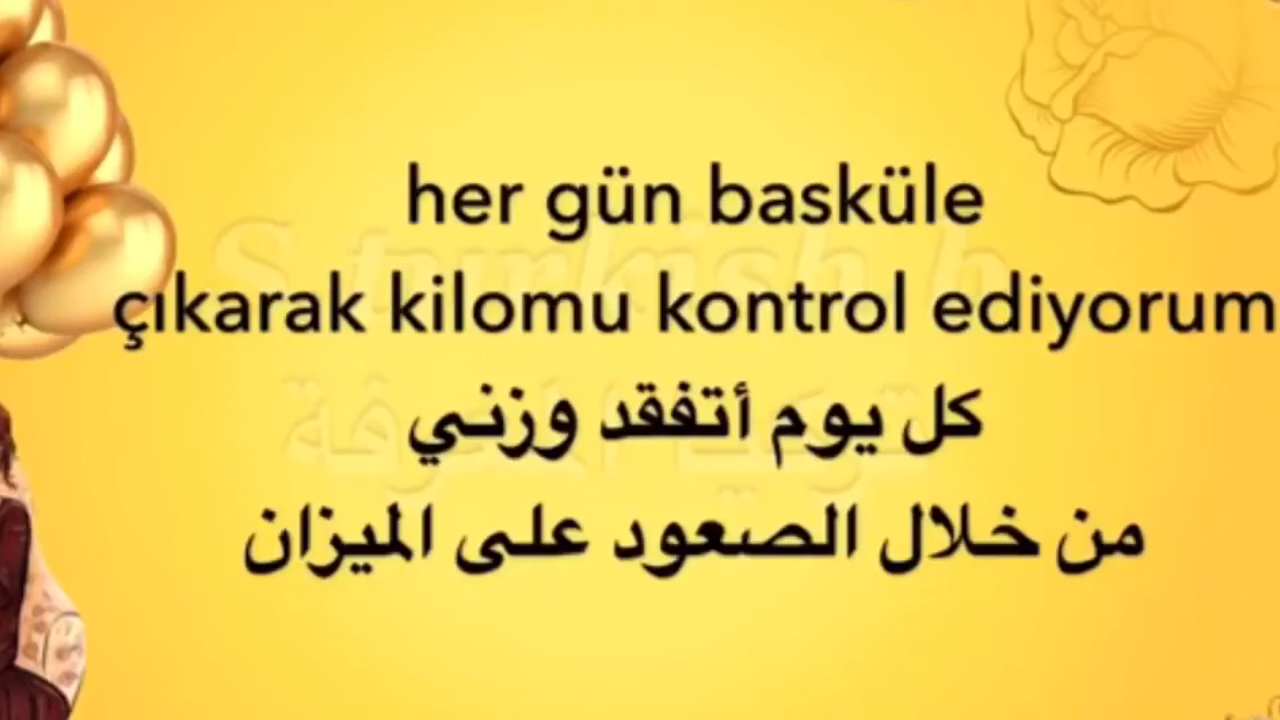 her gün basküle
çıkarak kilomu kontrol ediyorum
كل يوم أتفقد وزني
من خلال الصعود على الميزان